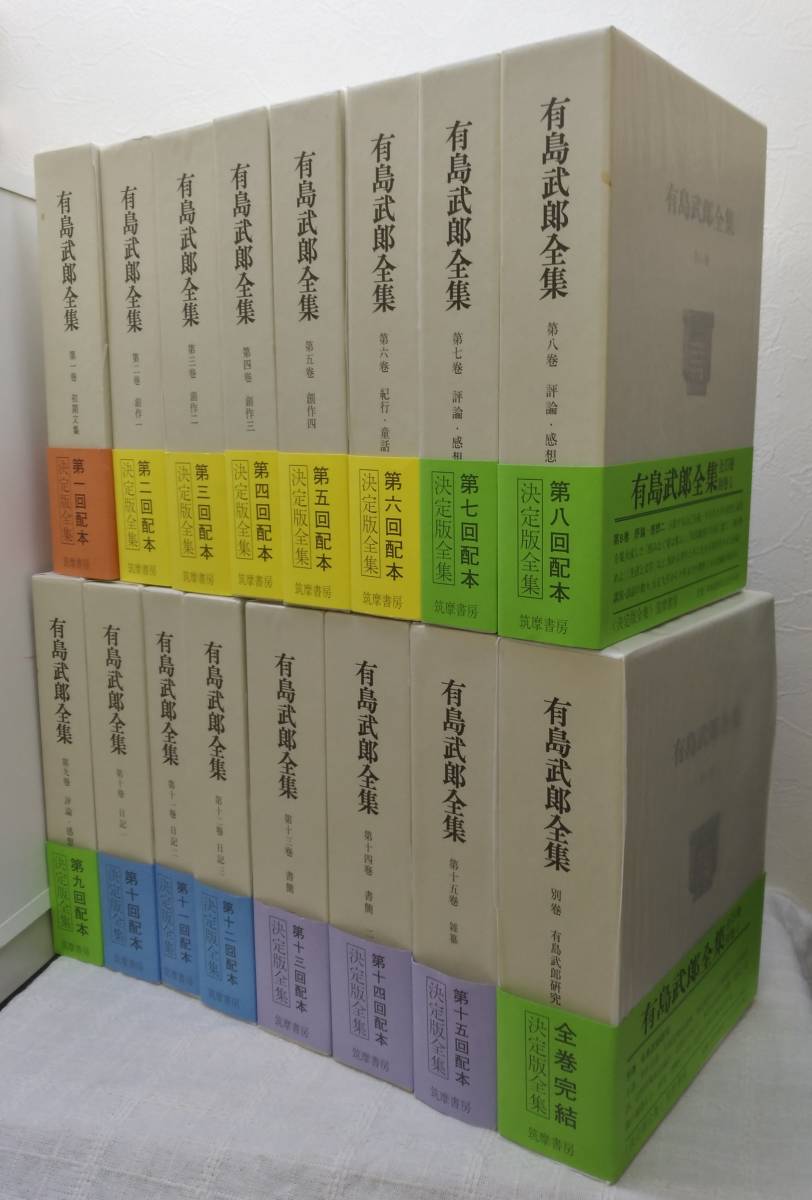 有島武郎全集
第一巻 初期文集
第一回配本
決定版全集
有島武郎全集
第二巻 創作一
第二回配本
決定版全集
有島武郎全集
第三巻 創作二
第三回配本
決定版全集
有島武郎全集
第四巻 創作三
第四回配本
決定版全集
有島武郎全集
第五巻 創作四
第五回配本
決定版全集
筑摩書房
有島武郎全集
第六巻 紀行・童話
第六回配本
決定版全集
筑摩書房
有島武郎全集
第七巻 評論・感想
第七回配本
決定版全集
筑摩書房
有島武郎全集
第八巻 評論・感想
第八回配本
決定版全集
筑摩書房
有島武郎全集
有島武郎全集
《決定版全集》筑摩書房
有島武郎全集
第九巻 評論・感想
第九回配本
決定版全集
筑摩書房
有島武郎全集
第十巻 日記一
第十回配本
決定版全集
筑摩書房
有島武郎全集
第十一巻 日記二
第十一回配本
決定版全集
筑摩書房
有島武郎全集
第十二巻 日記三
第十二回配本
決定版全集
筑摩書房
有島武郎全集
第十三巻 書簡一
第十三回配本
決定版全集
筑摩書房
有島武郎全集
第十四巻 書簡二
第十四回配本
決定版全集
筑摩書房
有島武郎全集
第十五巻 雑纂
第十五回配本
決定版全集
筑摩書房
有島武郎全集
別巻 有島武郎研究
全巻完結
決定版全集
筑摩書房
有島武郎全集
有島武郎全集